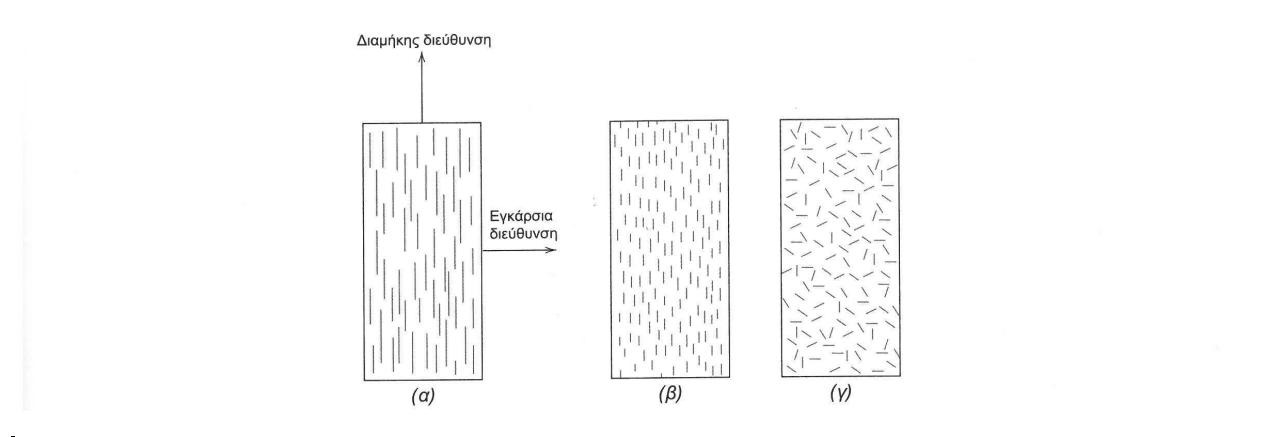 Διαμήκης διεύθυνση
Εγκάρσια
διεύθυνση
(α)
(β)
(γ)